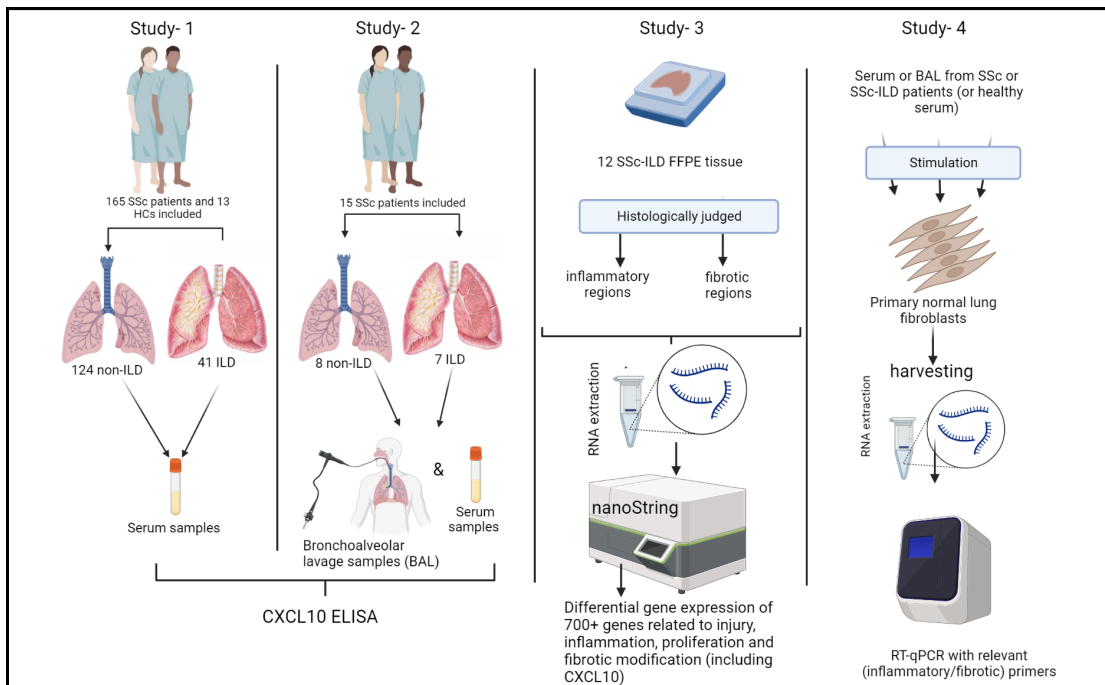 Study- 1
165 SSc patients and 13
HCs included
124 non-ILD
41 ILD
Serum samples
Study- 2
15 SSc patients included
8 non-ILD
7 ILD
&
Bronchoalveolar
lavage samples (BAL)
Serum
samples
CXCL10 ELISA
Study- 3
12 SSc-ILD FFPE tissue
Histologically judged
inflammatory
regions
fibrotic
regions
RNA extraction
nanoString
Differential gene expression of
700+ genes related to injury,
inflammation, proliferation and
fibrotic modification (including
CXCL10)
Study- 4
Serum or BAL from SSc or
SSc-ILD patients (or healthy
serum)
Stimulation
Primary normal lung
fibroblasts
harvesting
RNA extraction
RT-qPCR with relevant
(inflammatory/fibrotic) primers